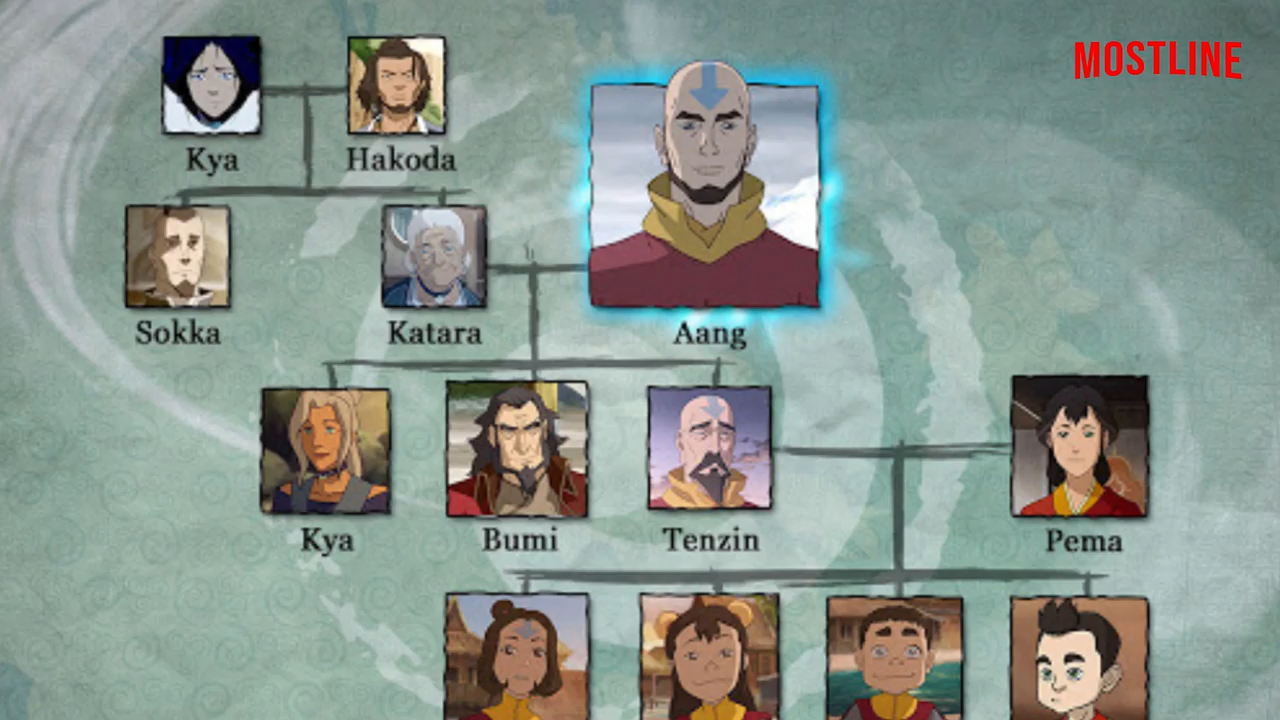 MOSTLINE
Kya
Hakoda
Sokka
Katara
Aang
Kya
Bumi
Tenzin
Pema